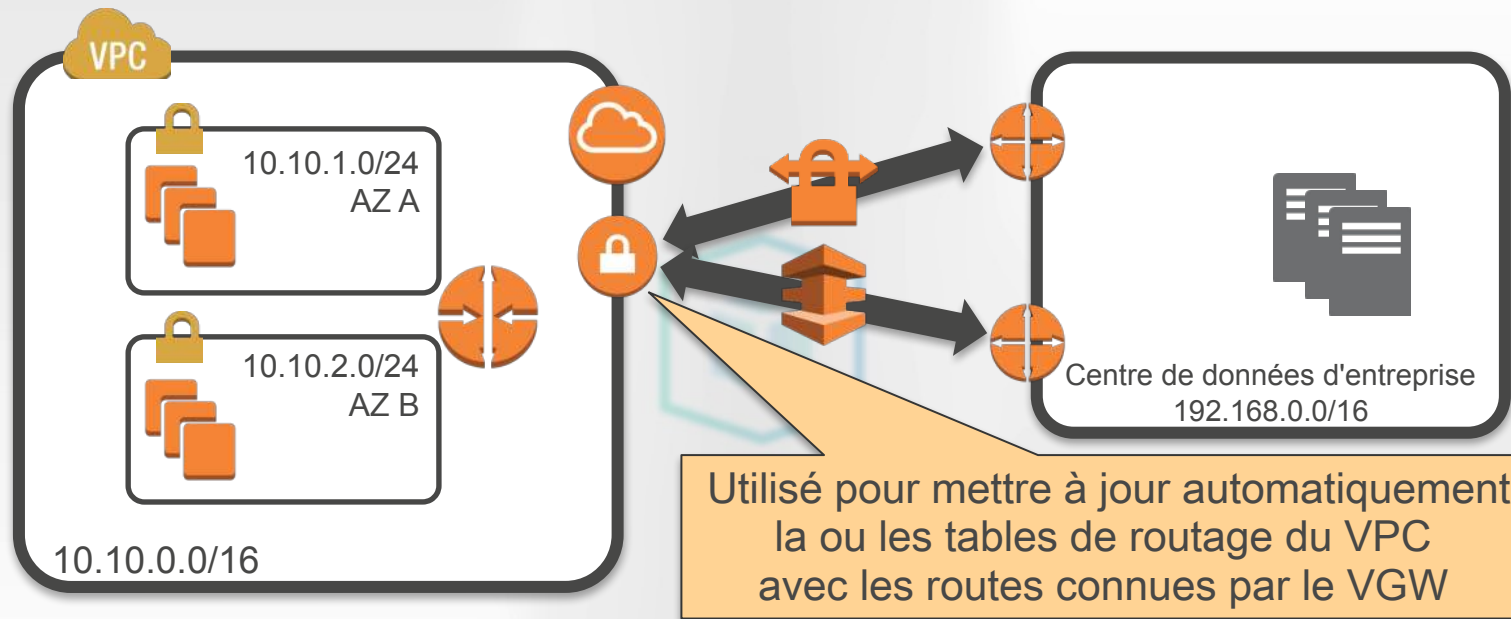 VPC
10.10.1.0/24
AZ A
10.10.2.0/24
AZ B
10.10.0.0/16
Centre de données d'entreprise
192.168.0.0/16
Utilisé pour mettre à jour automatiquement
la ou les tables de routage du VPC
avec les routes connues par le VGW